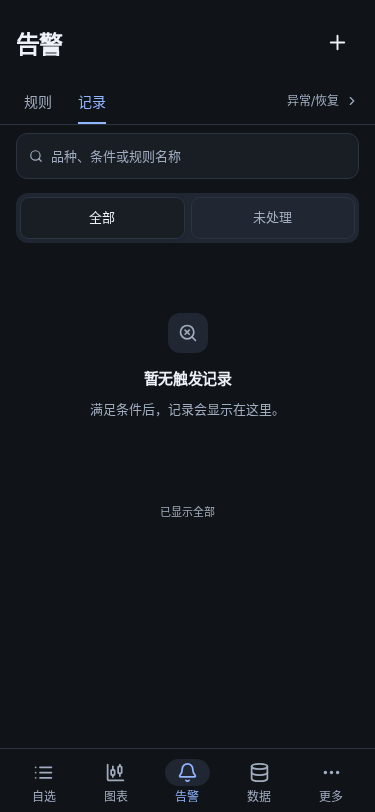 告警
规则 记录 异常/恢复
品种、条件或规则名称
全部 未处理
暂无触发记录
满足条件后，记录会显示在这里。
已显示全部
自选 图表 告警 数据 更多